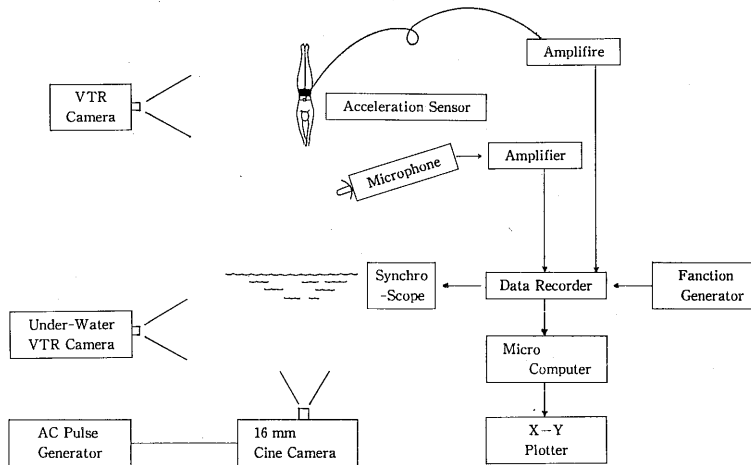 Amplifire
VTR
Camera
Acceleration Sensor
Microphone
Amplifier
Synchro
-Scope
Data Recorder
Fanction
Generator
Under-Water
VTR Camera
Micro
Computer
AC Pulse
Generator
16 mm
Cine Camera
X-Y
Plotter